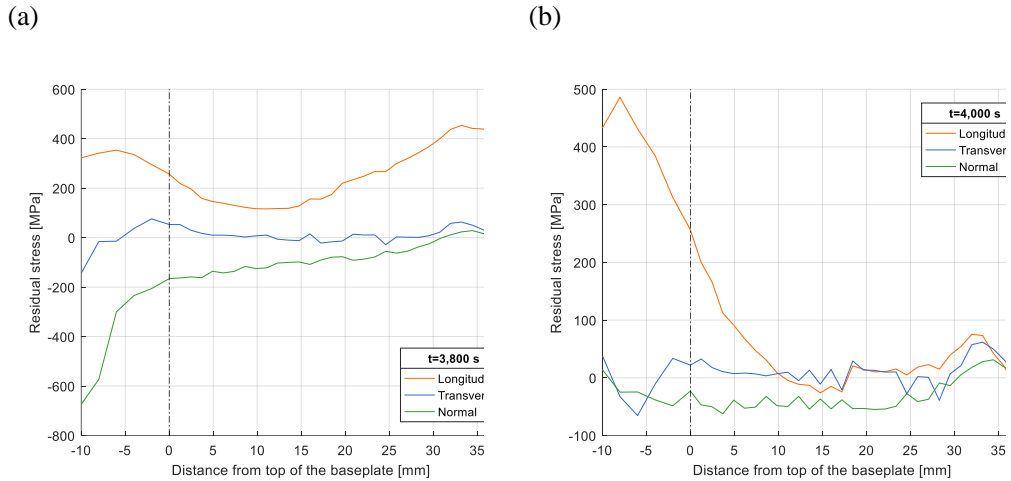 (a)
(b)
600
400
200
0
-200
-400
-600
-800
Residual stress [MPa]
t=3,800 s
Longitud
Transver
Normal
-10 -5 0 5 10 15 20 25 30 35
Distance from top of the baseplate [mm]
500
400
300
200
100
0
-100
Residual stress [MPa]
t=4,000 s
Longitud
Transver
Normal
-10 -5 0 5 10 15 20 25 30 35
Distance from top of the baseplate [mm]